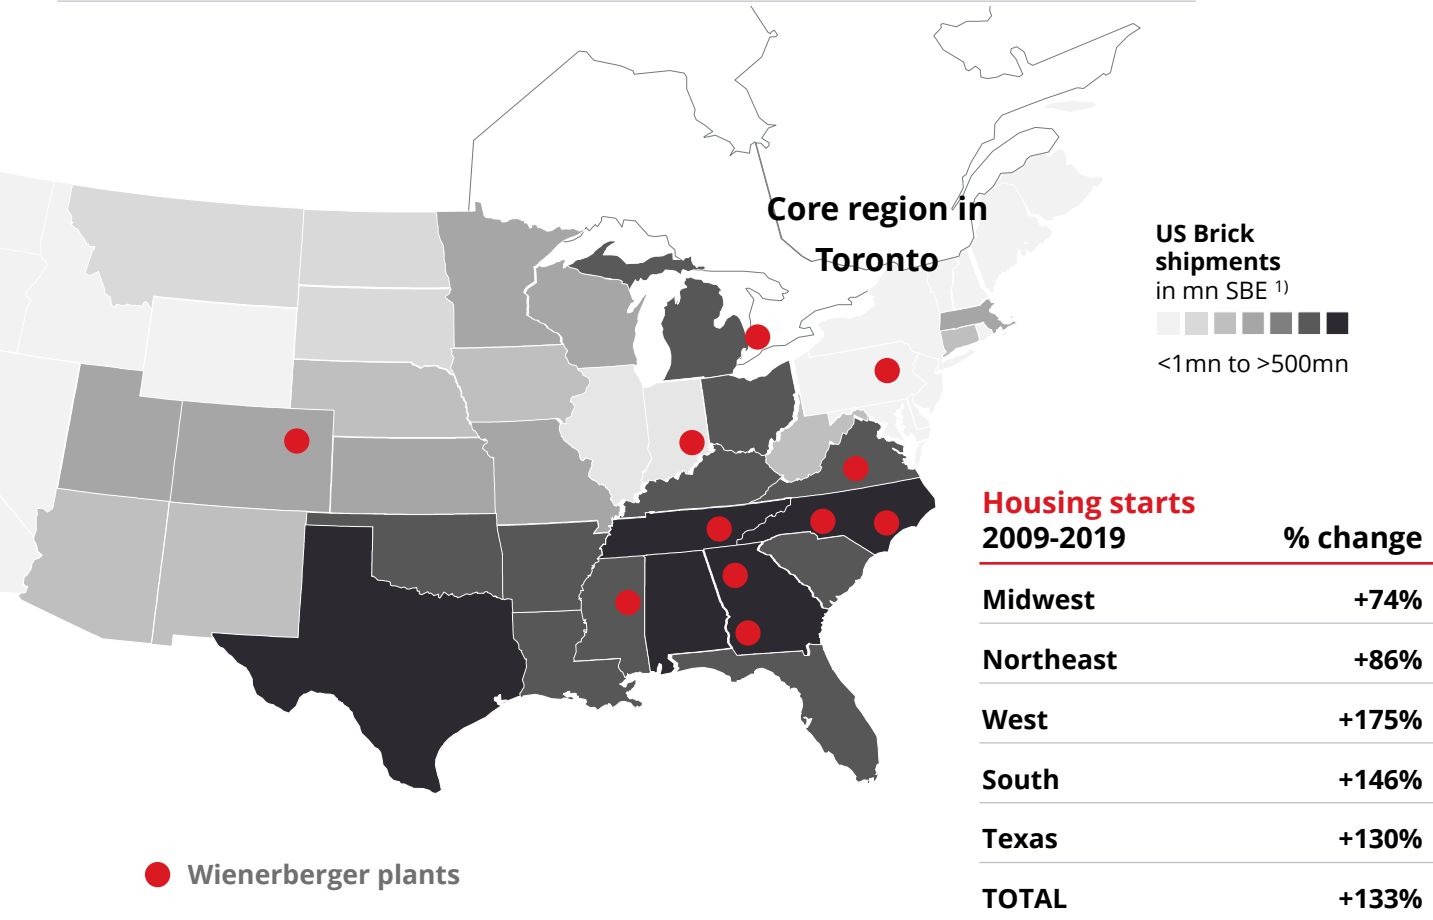 Core region in
Toronto
US Brick
shipments
in mn SBE 1)
<1mn to >500mn
Housing starts
2009-2019 % change
Midwest +74%
Northeast +86%
West +175%
South +146%
Texas +130%
TOTAL +133%
Wienerberger plants